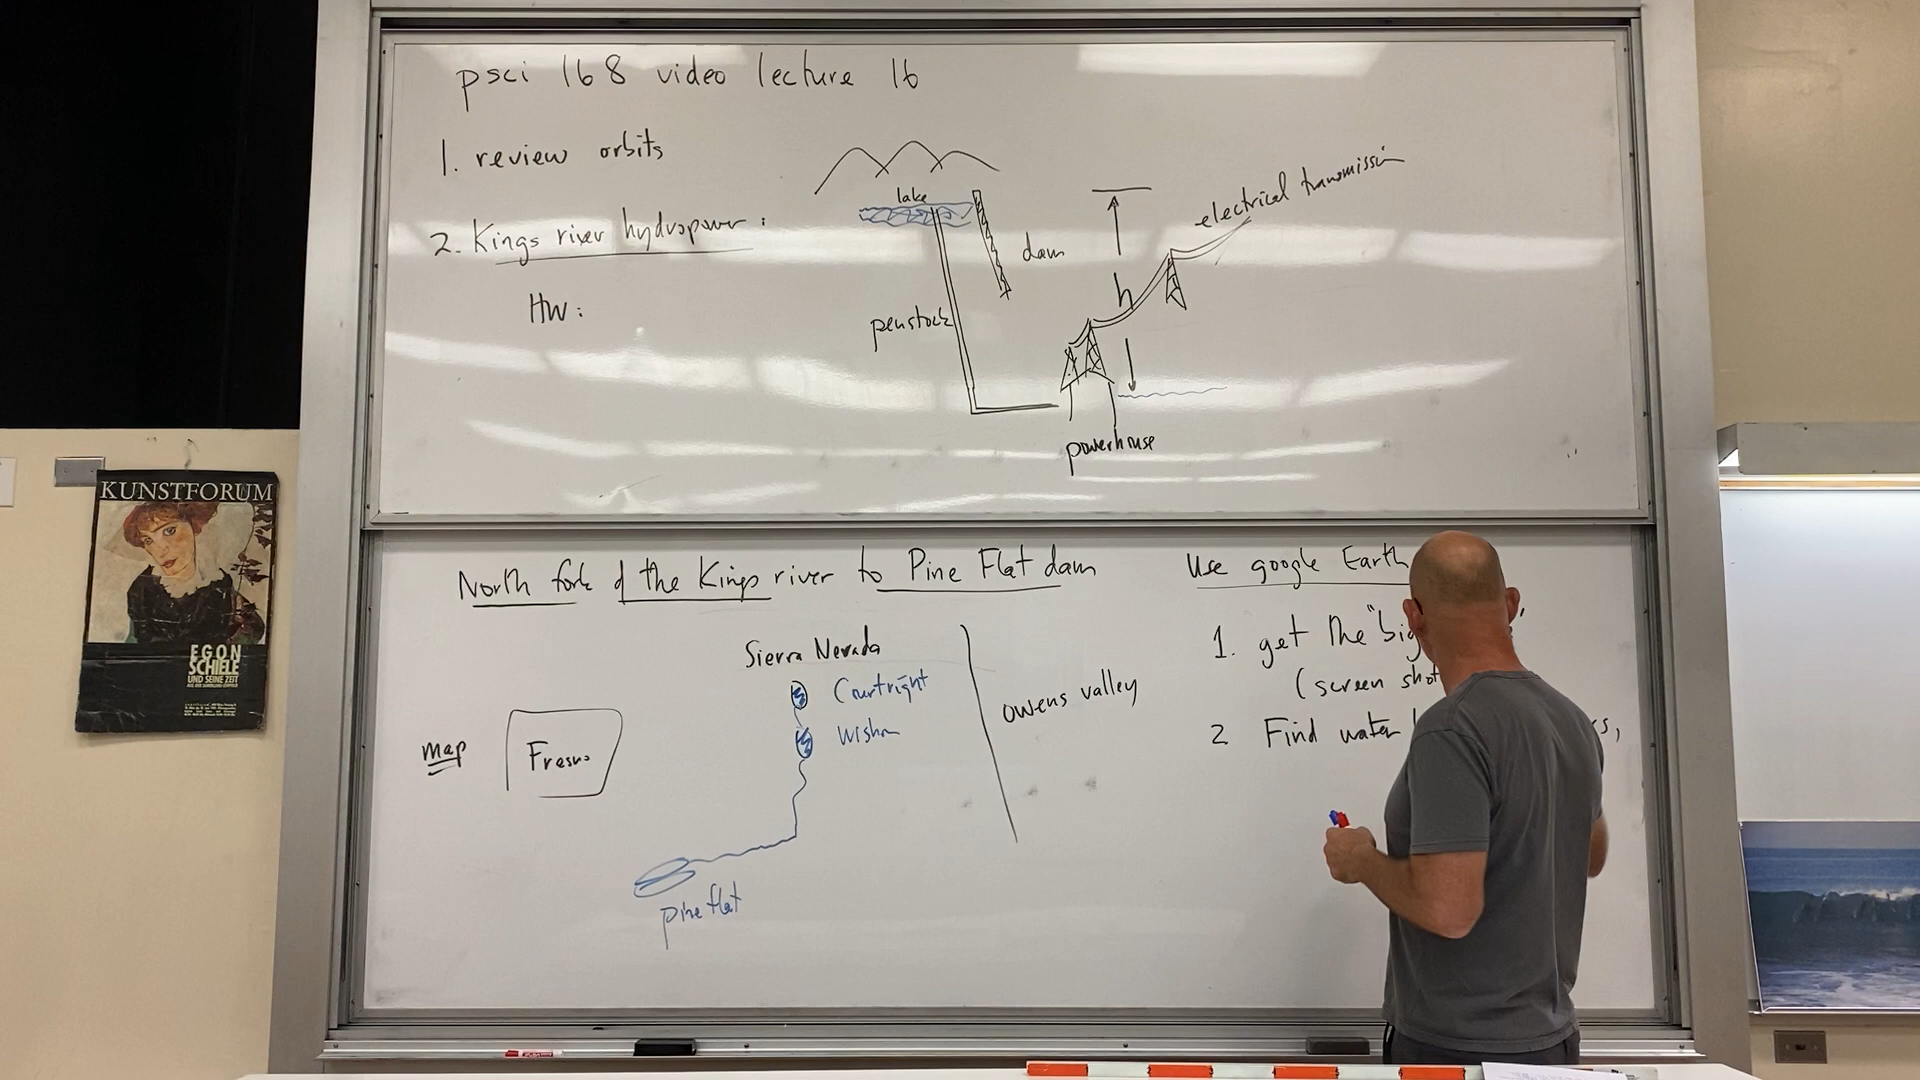 psci 168 video lecture 16
1. review orbits
2. Kings river hydropower:
HW:
lake
dam
penstock
h
electrical transmissin
powerhouse
North fork of the Kings river to Pine Flat dam
Sierra Nevada
Courtright
Wishon
Owens valley
map
Fresno
pine flat
Use google Earth
1. get the "big
(screen shot
2 Find water
KUNSTFORUM
EGON
SCHIELE
UND SEINE ZEIT